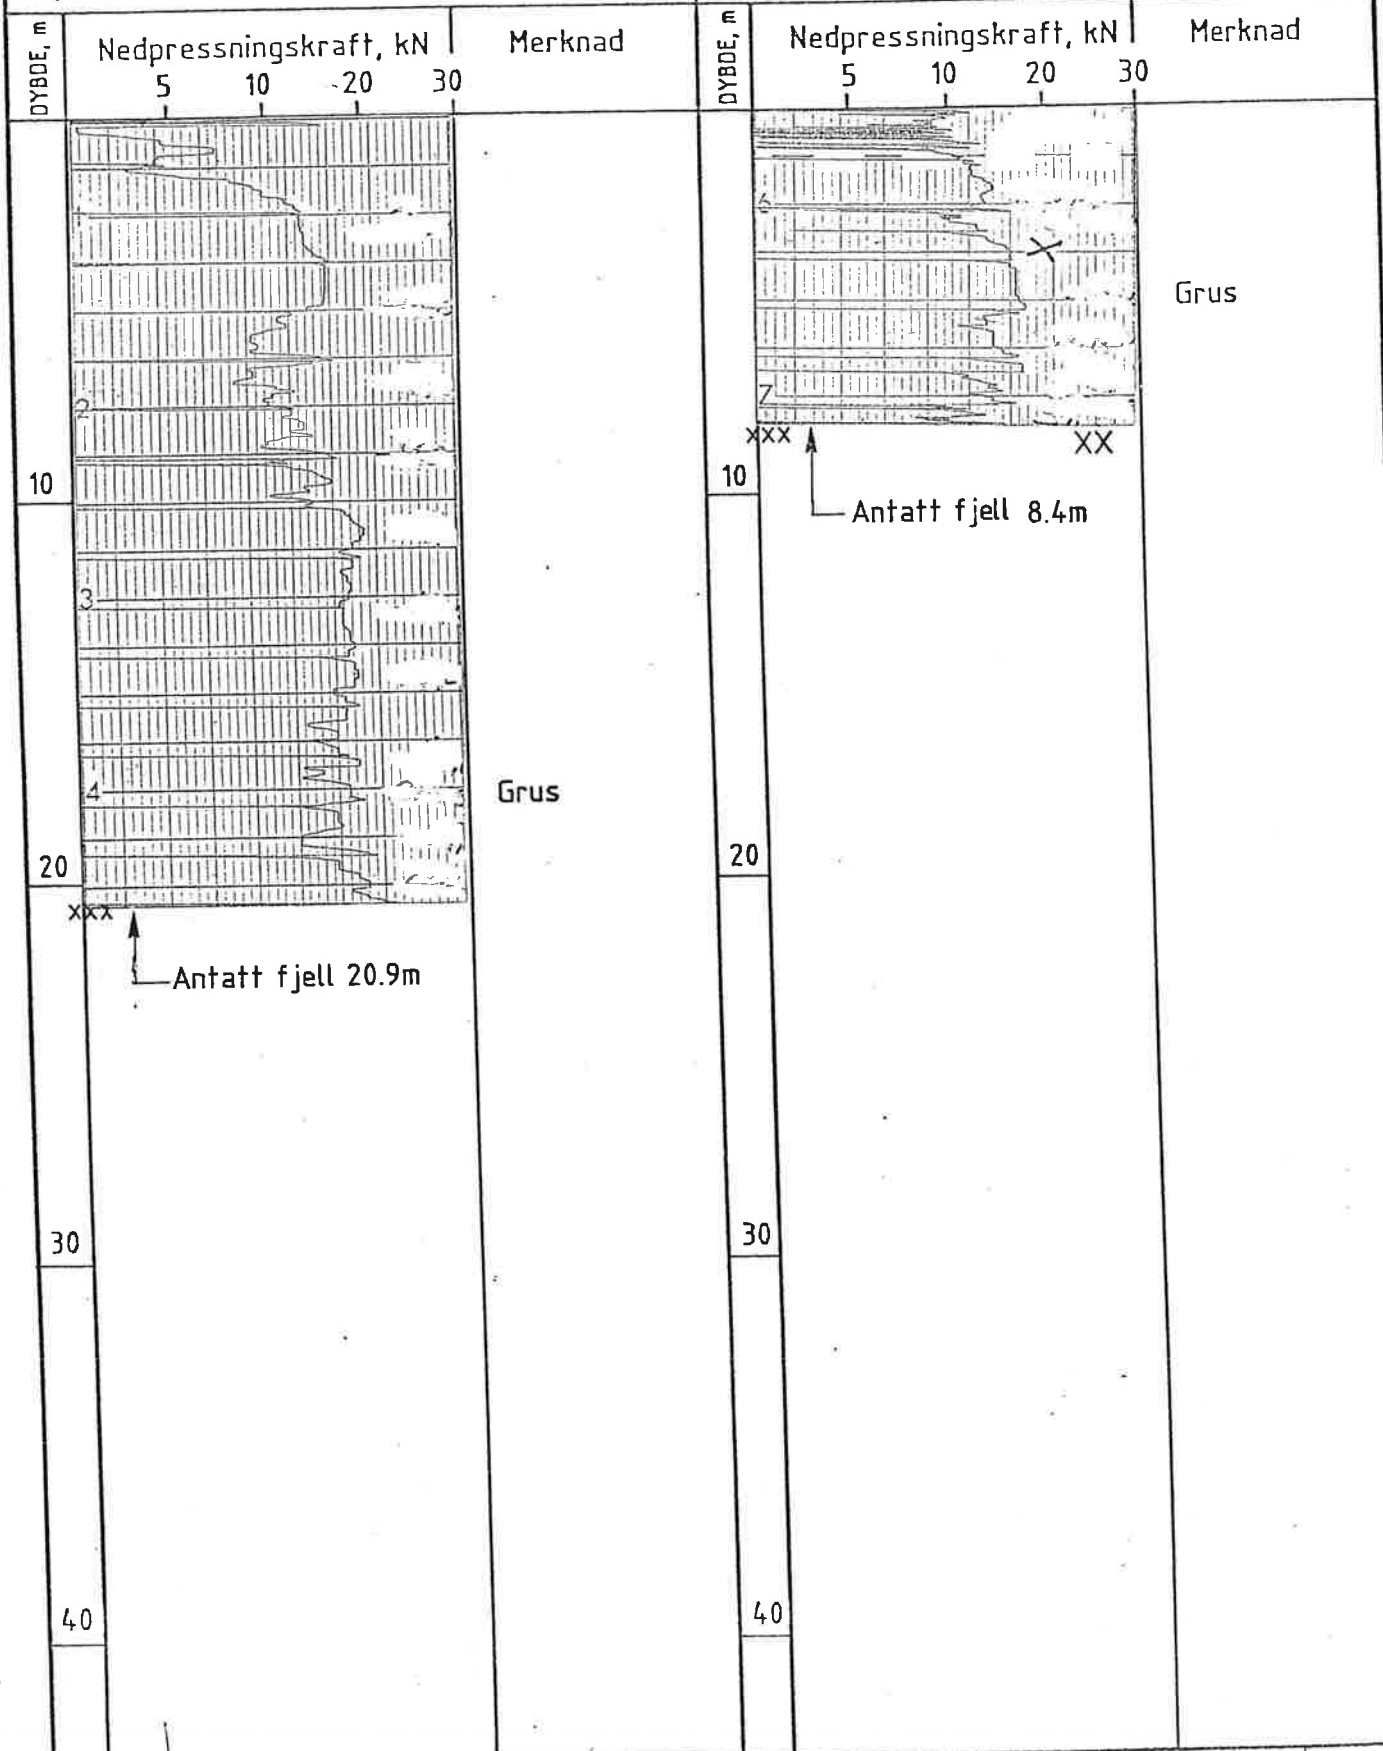 DYBDE, m
Nedpressningskraft, kN
Merknad
5 10 20 30
2
10
3
4
Grus
20
xxx
Antatt fjell 20.9m
30
40
DYBDE, m
Nedpressningskraft, kN
Merknad
5 10 20 30
6
X
Grus
7
xxx
XX
10
Antatt fjell 8.4m
20
30
40